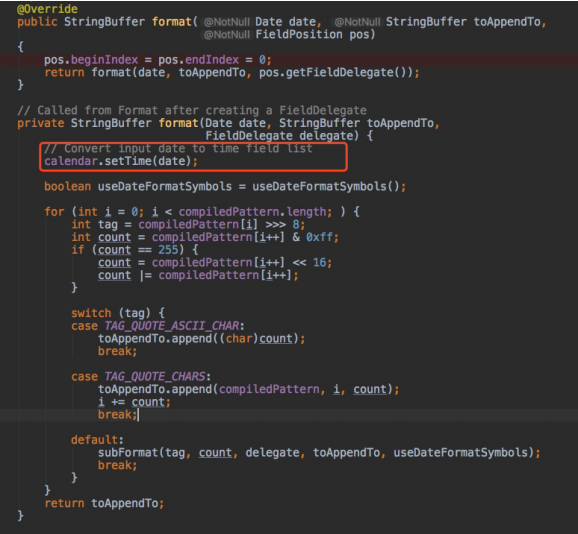 @Override
public StringBuffer format( @NotNull Date date, @NotNull StringBuffer toAppendTo,
                            @NotNull FieldPosition pos)
{
    pos.beginIndex = pos.endIndex = 0;
    return format(date, toAppendTo, pos.getFieldDelegate());
}

// Called from Format after creating a FieldDelegate
private StringBuffer format(Date date, StringBuffer toAppendTo,
                            FieldDelegate delegate) {
    // Convert input date to time field list
    calendar.setTime(date);

    boolean useDateFormatSymbols = useDateFormatSymbols();

    for (int i = 0; i < compiledPattern.length; ) {
        int tag = compiledPattern[i] >>> 8;
        int count = compiledPattern[i++] & 0xff;
        if (count == 255) {
            count = compiledPattern[i++] << 16;
            count |= compiledPattern[i++];
        }

        switch (tag) {
        case TAG_QUOTE_ASCII_CHAR:
            toAppendTo.append((char)count);
            break;

        case TAG_QUOTE_CHARS:
            toAppendTo.append(compiledPattern, i, count);
            i += count;
            break;

        default:
            subFormat(tag, count, delegate, toAppendTo, useDateFormatSymbols);
            break;
        }
    }
    return toAppendTo;
}